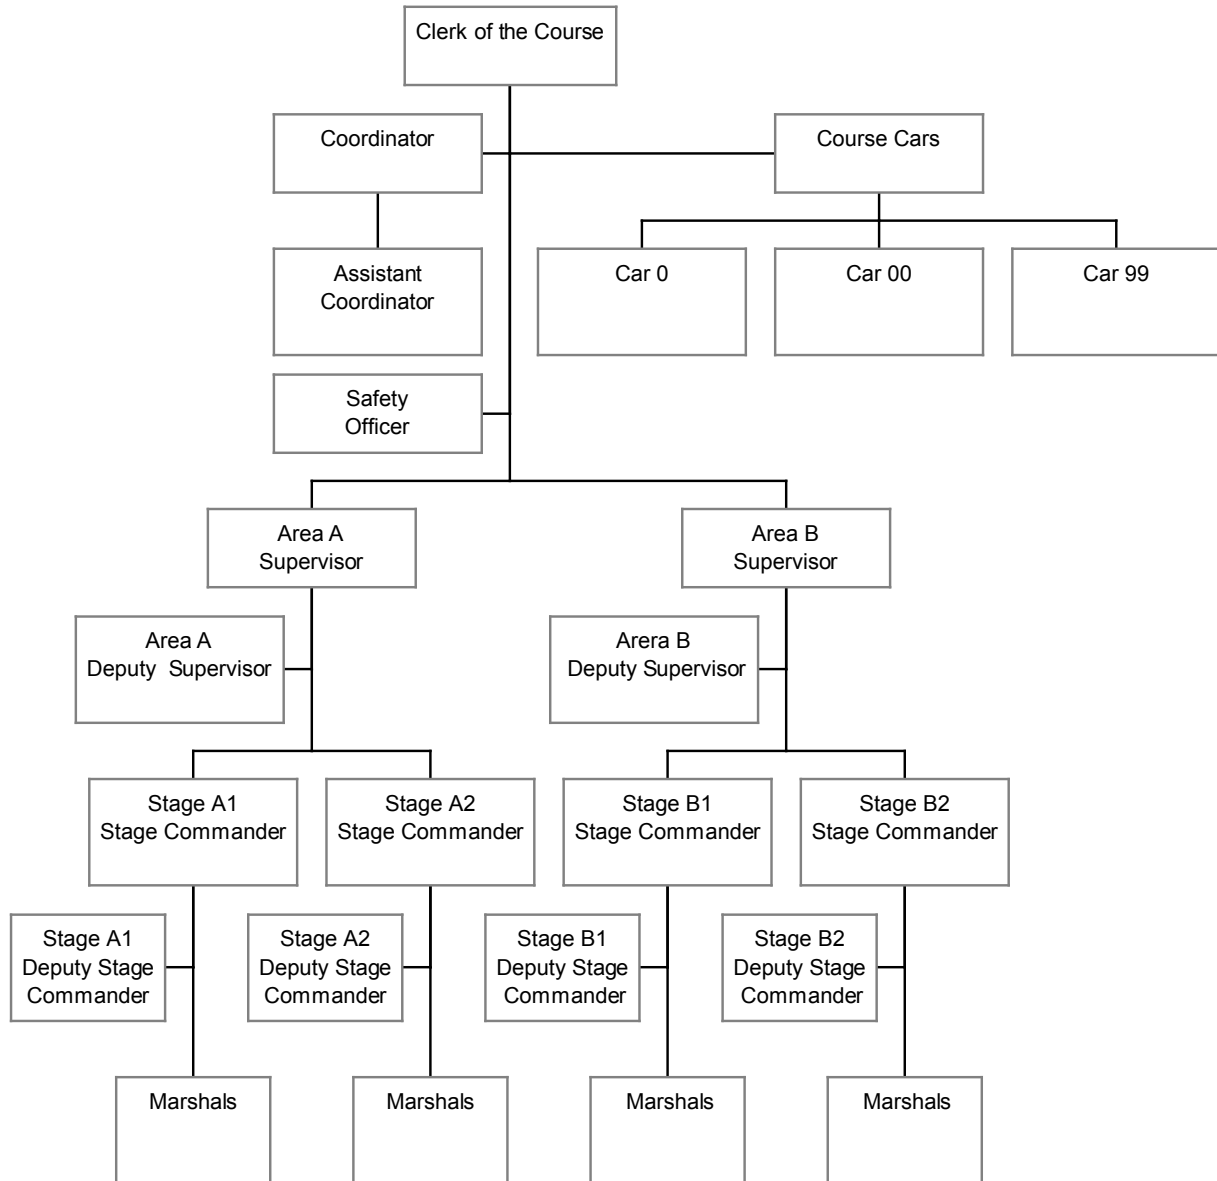 Clerk of the Course
Coordinator
Course Cars
Assistant
Coordinator
Car 0
Car 00
Car 99
Safety
Officer
Area A
Supervisor
Area B
Supervisor
Area A
Deputy  Supervisor
Arera B
Deputy Supervisor
Stage A1
Stage Commander
Stage A2
Stage Commander
Stage B1
Stage Commander
Stage B2
Stage Commander
Stage A1
Deputy Stage
Commander
Stage A2
Deputy Stage
Commander
Stage B1
Deputy Stage
Commander
Stage B2
Deputy Stage
Commander
Marshals
Marshals
Marshals
Marshals